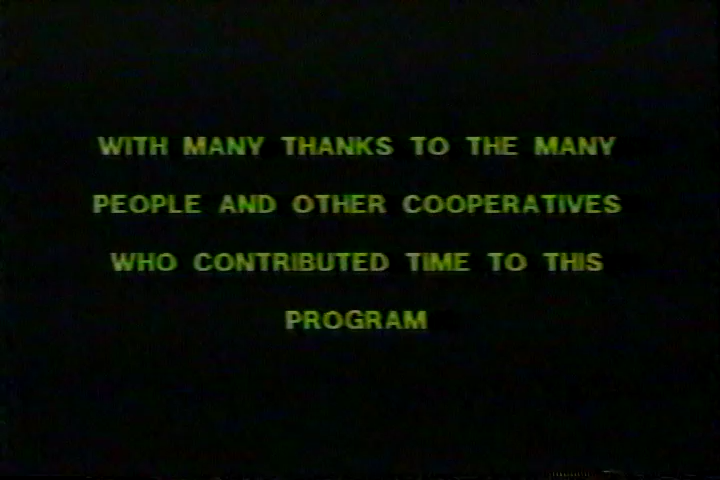 WITH MANY THANKS TO THE MANY
PEOPLE AND OTHER COOPERATIVES
WHO CONTRIBUTED TIME TO THIS
PROGRAM